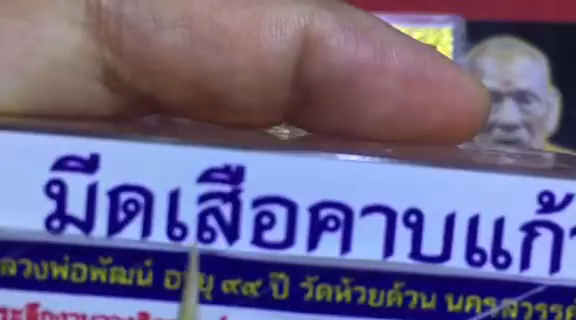 มีดเสือคาบแก้ว
หลวงพ่อพัฒน์ อายุ ๙๙ ปี วัดห้วยด้วน นครสวรรค์